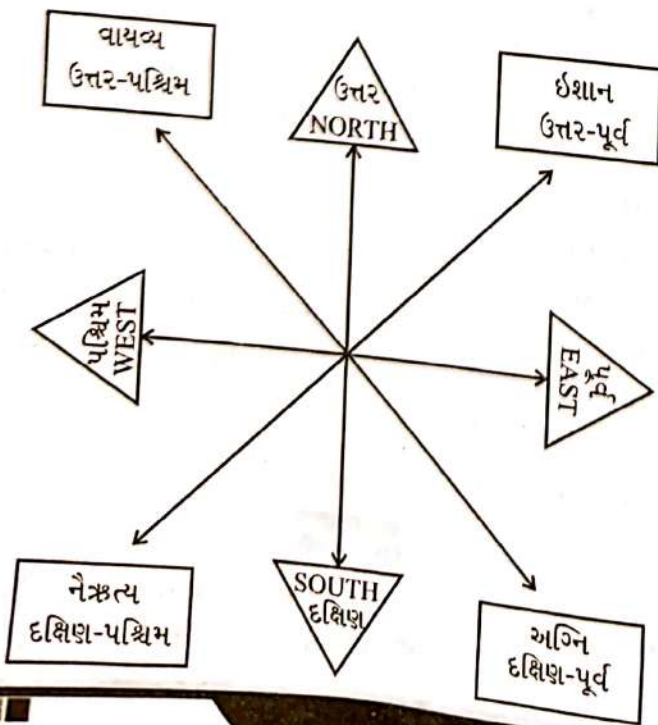 વાયવ્ય
ઉત્તર-પશ્ચિમ
ઉત્તર
NORTH
ઇશાન
ઉત્તર-પૂર્વ
પશ્ચિમ
WEST
પૂર્વ
EAST
નૈઋત્ય
દક્ષિણ-પશ્ચિમ
SOUTH
દક્ષિણ
અગ્નિ
દક્ષિણ-પૂર્વ